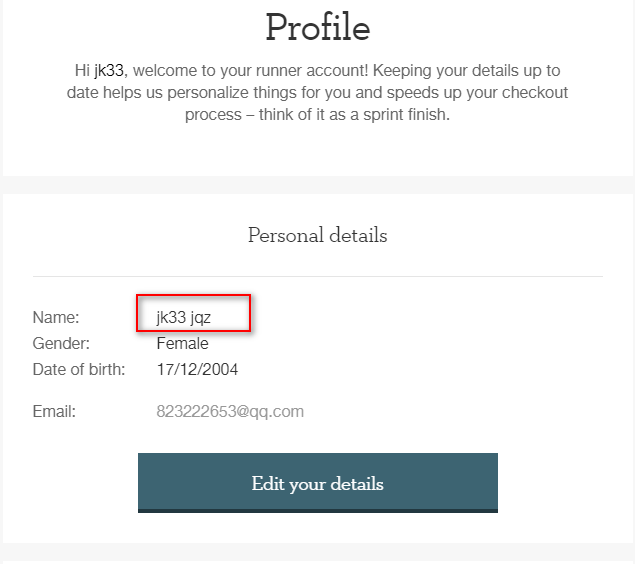 Profile
Hi jk33, welcome to your runner account! Keeping your details up to
date helps us personalize things for you and speeds up your checkout
process – think of it as a sprint finish.
Personal details
Name: jk33 jqz
Gender: Female
Date of birth: 17/12/2004
Email: 823222653@qq.com
Edit your details